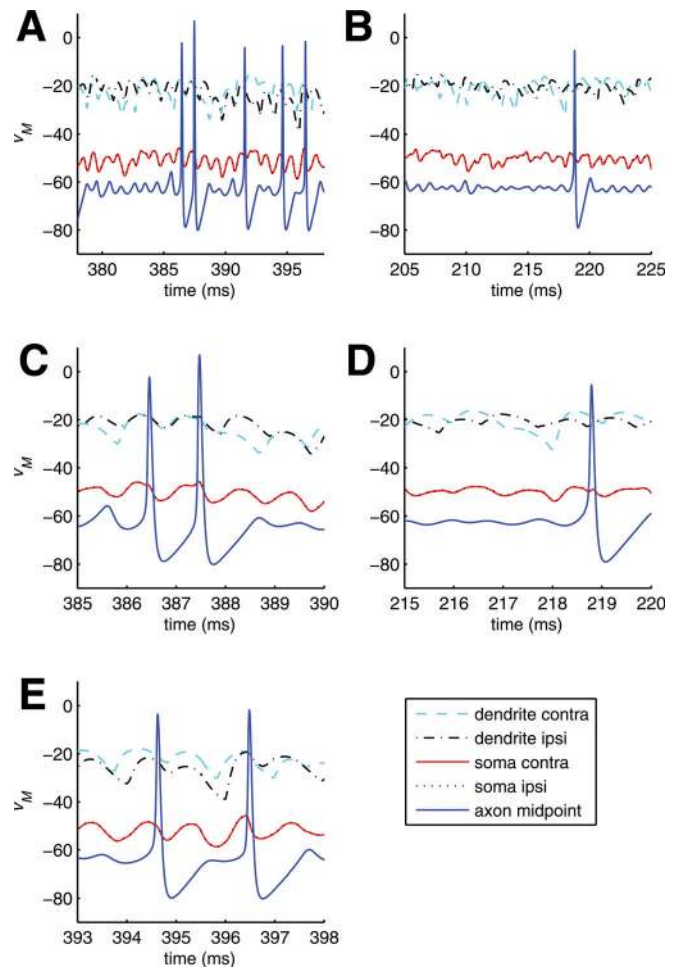 A
0
−20
−40
−60
−80
v_M
380 385 390 395
time (ms)
B
0
−20
−40
−60
−80
205 210 215 220 225
time (ms)
C
0
−20
−40
−60
−80
v_M
385 386 387 388 389 390
time (ms)
D
0
−20
−40
−60
−80
215 216 217 218 219 220
time (ms)
E
0
−20
−40
−60
−80
v_M
393 394 395 396 397 398
time (ms)
dendrite contra
dendrite ipsi
soma contra
soma ipsi
axon midpoint